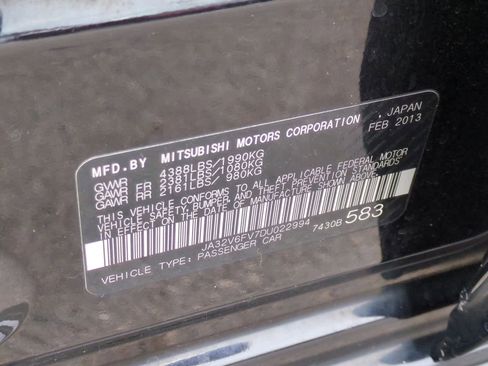 MFD.BY MITSUBISHI MOTORS CORPORATION , JAPAN
FEB 2013
GVWR 4388LBS/1990KG
GAWR FR 2381LBS/1080KG
GAWR RR 2161LBS/ 980KG
THIS VEHICLE CONFORMS TO ALL APPLICABLE FEDERAL MOTOR
VEHICLE SAFETY, BUMPER, AND THEFT PREVENTION STANDARDS
IN EFFECT ON THE DATE OF MANUFACTURE SHOWN ABOVE.
JA32V6FV7DU022994
VEHICLE TYPE: PASSENGER CAR 7430B 583